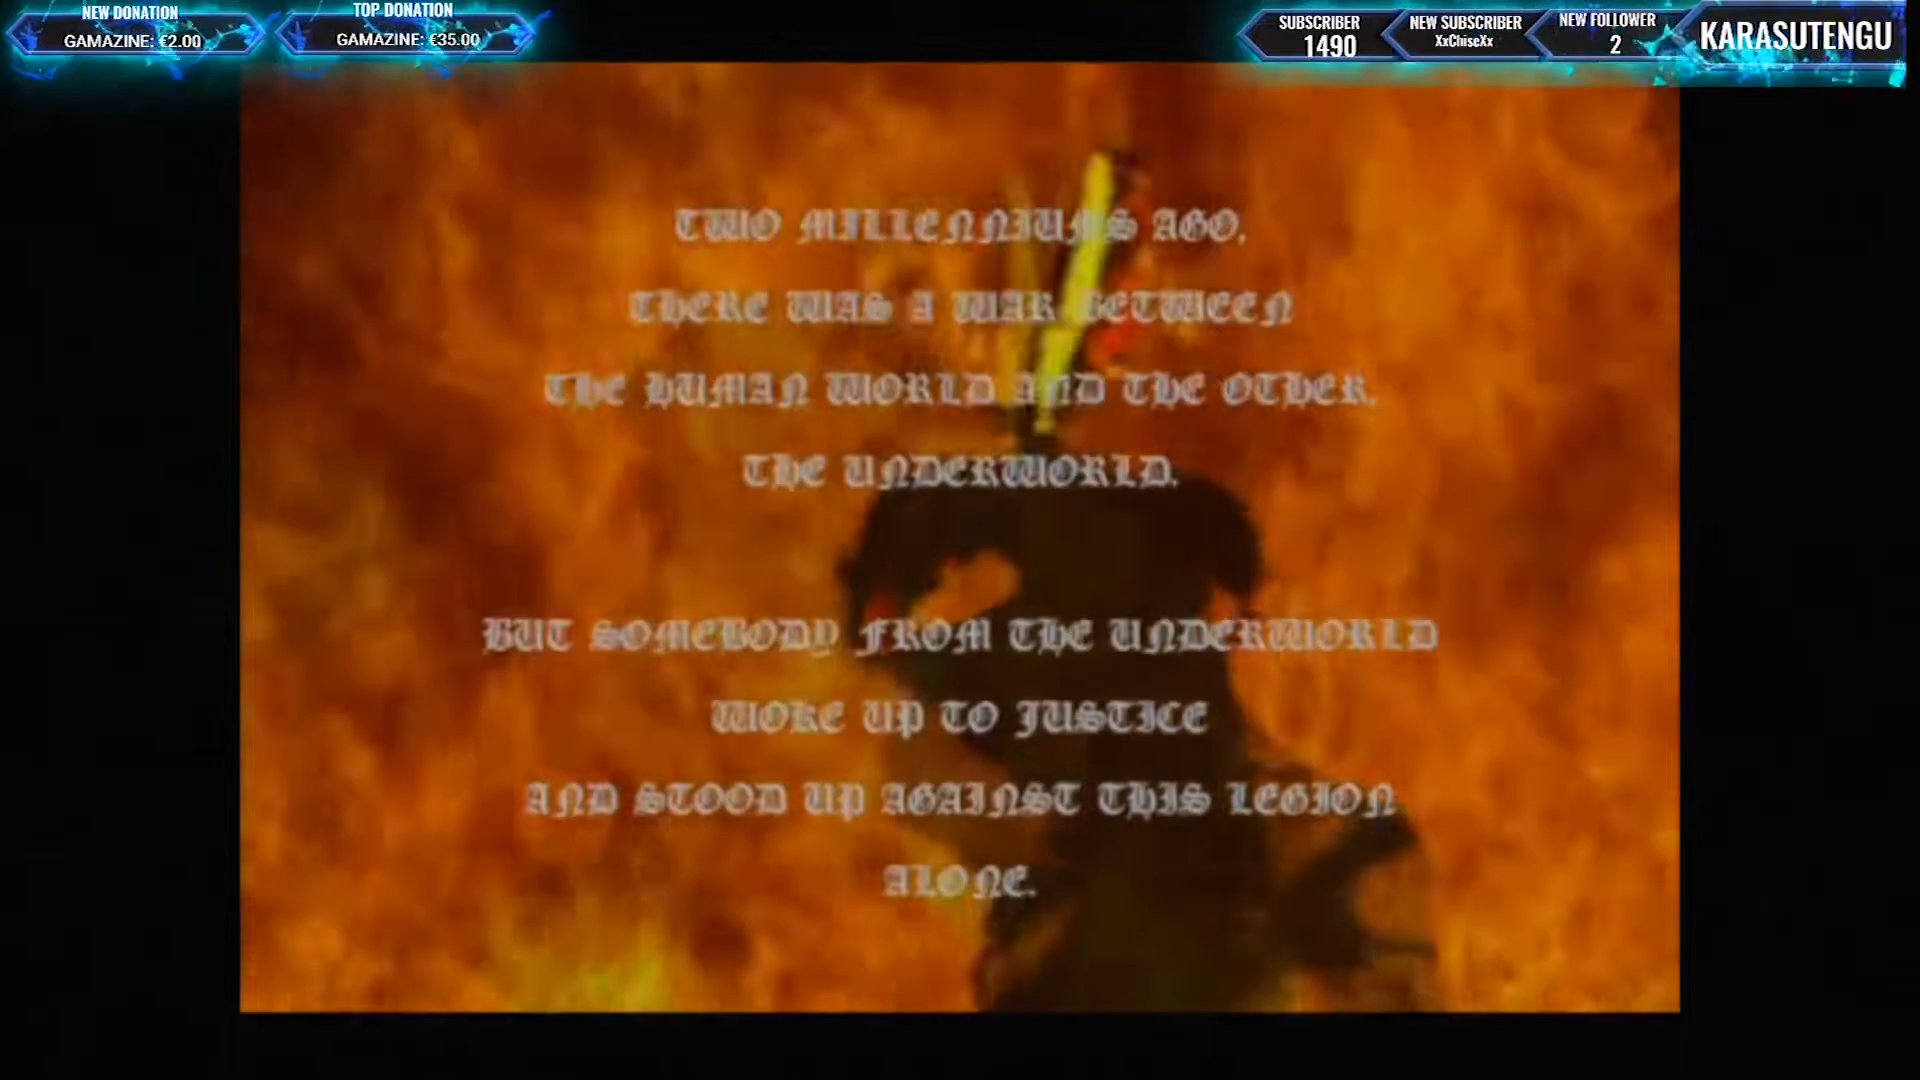 NEW DONATION
GAMAZINE: €2.00
TOP DONATION
GAMAZINE: €35.00
SUBSCRIBER
1490
NEW SUBSCRIBER
XxChiseXx
NEW FOLLOWER
2
KARASUTENGU
TWO MILLENNIUMS AGO,
THERE WAS A WAR BETWEEN
THE HUMAN WORLD AND THE OTHER,
THE UNDERWORLD.
BUT SOMEBODY FROM THE UNDERWORLD
WOKE UP TO JUSTICE
AND STOOD UP AGAINST THIS LEGION
ALONE.